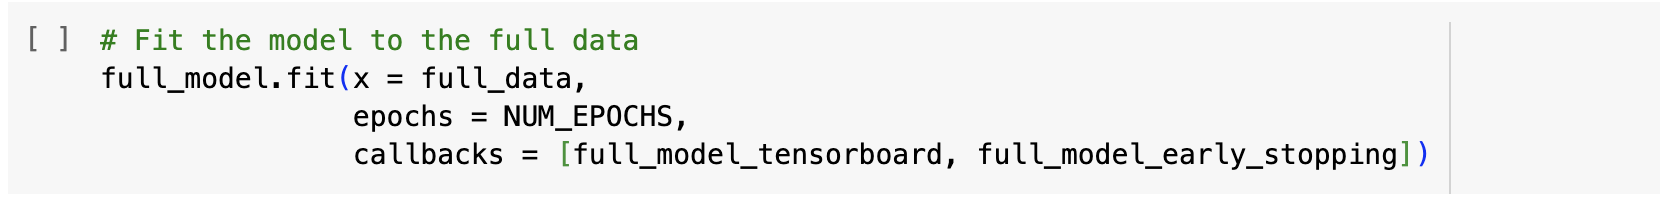 [ ] # Fit the model to the full data
full_model.fit(x = full_data,
epochs = NUM_EPOCHS,
callbacks = [full_model_tensorboard, full_model_early_stopping])